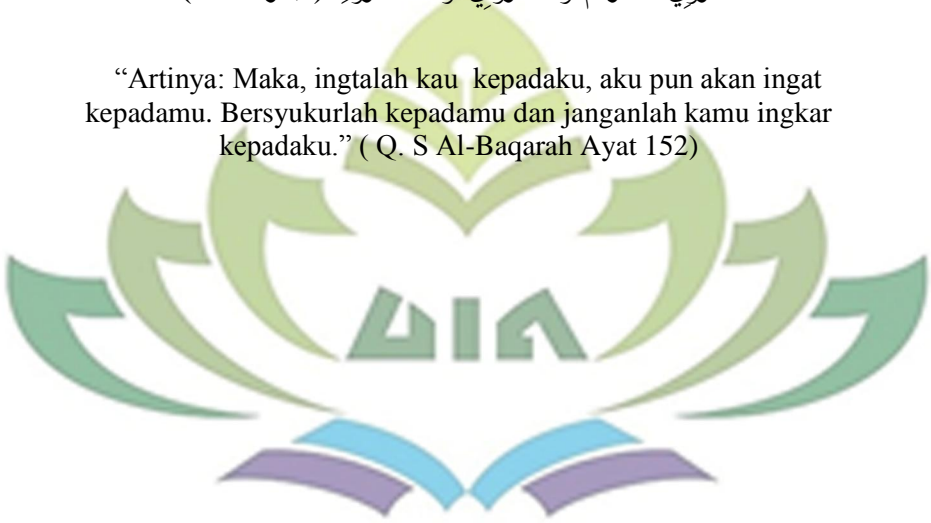 “Artinya: Maka, ingtalah kau kepadaku, aku pun akan ingat
kepadamu. Bersyukurlah kepadamu dan janganlah kamu ingkar
kepadaku.” ( Q. S Al-Baqarah Ayat 152)
UIN